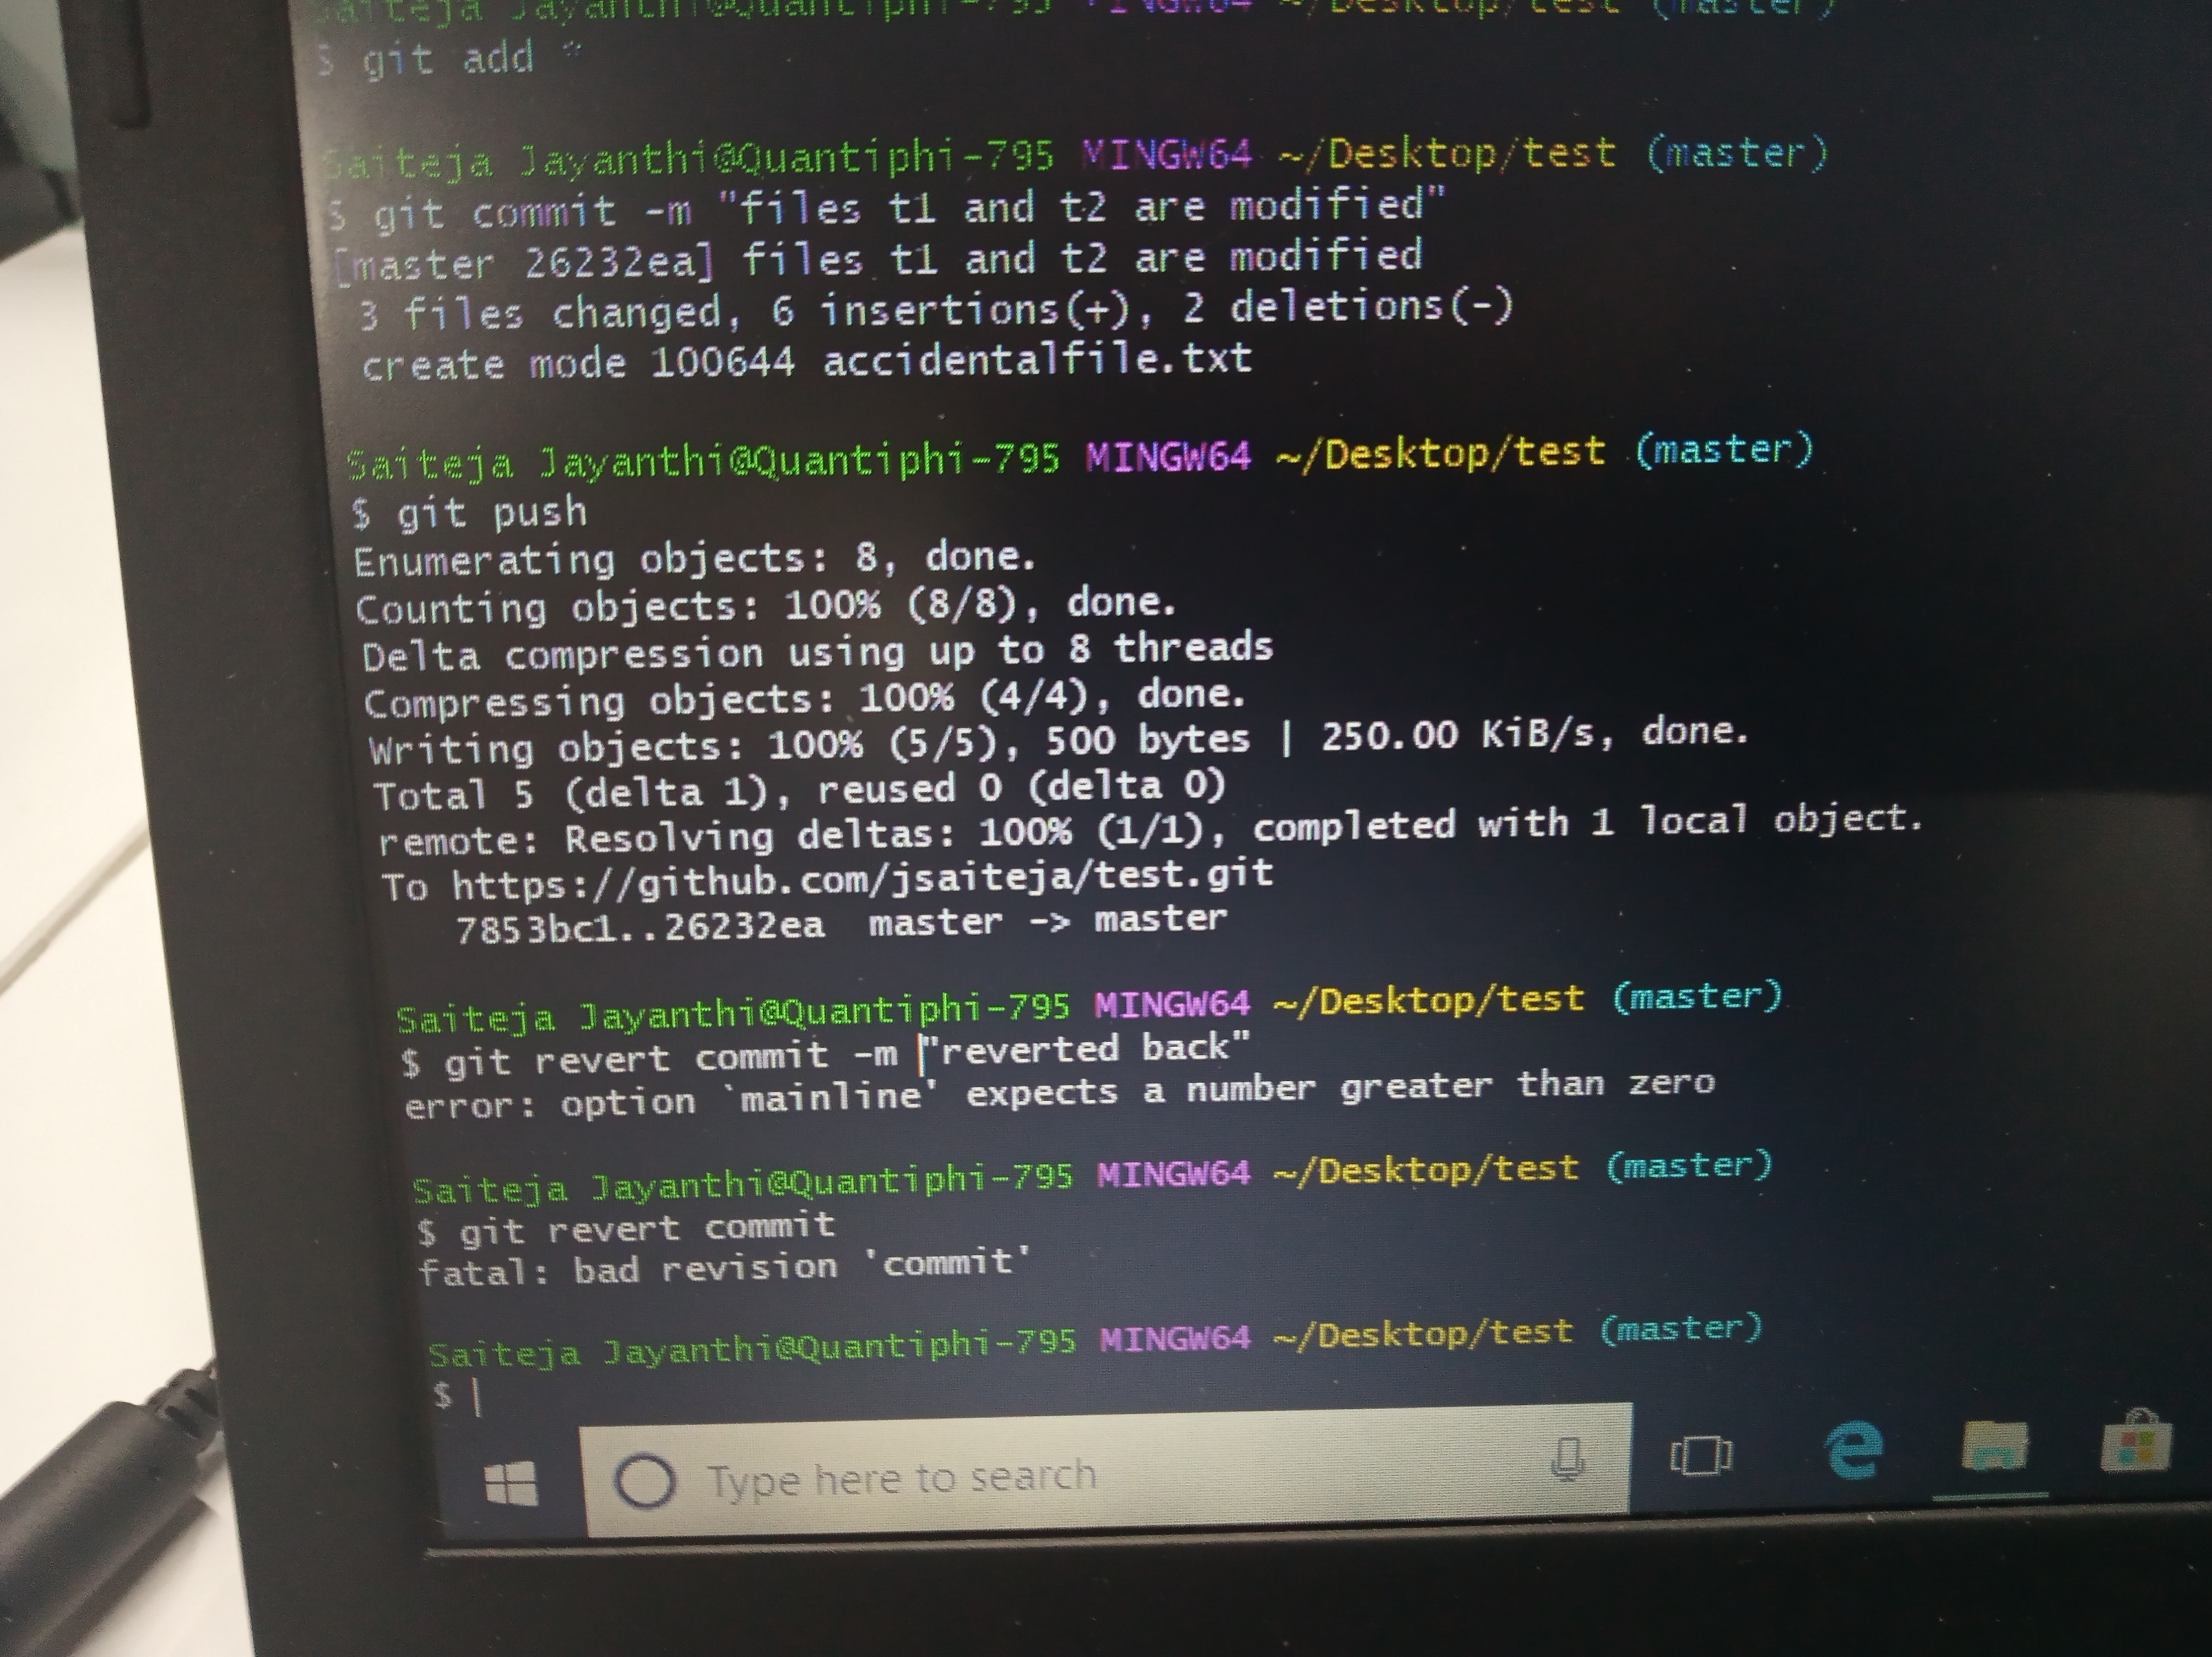 Saiteja Jayanthi@Quantiphi-795 MINGW64 ~/Desktop/test (master)
$ git add *
Saiteja Jayanthi@Quantiphi-795 MINGW64 ~/Desktop/test (master)
$ git commit -m "files t1 and t2 are modified"
[master 26232ea] files t1 and t2 are modified
3 files changed, 6 insertions(+), 2 deletions(-)
create mode 100644 accidentalfile.txt
Saiteja Jayanthi@Quantiphi-795 MINGW64 ~/Desktop/test (master)
$ git push
Enumerating objects: 8, done.
Counting objects: 100% (8/8), done.
Delta compression using up to 8 threads
Compressing objects: 100% (4/4), done.
Writing objects: 100% (5/5), 500 bytes | 250.00 KiB/s, done.
Total 5 (delta 1), reused 0 (delta 0)
remote: Resolving deltas: 100% (1/1), completed with 1 local object.
To https://github.com/jsaiteja/test.git
7853bc1..26232ea master -> master
Saiteja Jayanthi@Quantiphi-795 MINGW64 ~/Desktop/test (master)
$ git revert commit -m "reverted back"
error: option `mainline' expects a number greater than zero
Saiteja Jayanthi@Quantiphi-795 MINGW64 ~/Desktop/test (master)
$ git revert commit
fatal: bad revision 'commit'
Saiteja Jayanthi@Quantiphi-795 MINGW64 ~/Desktop/test (master)
$
Type here to search